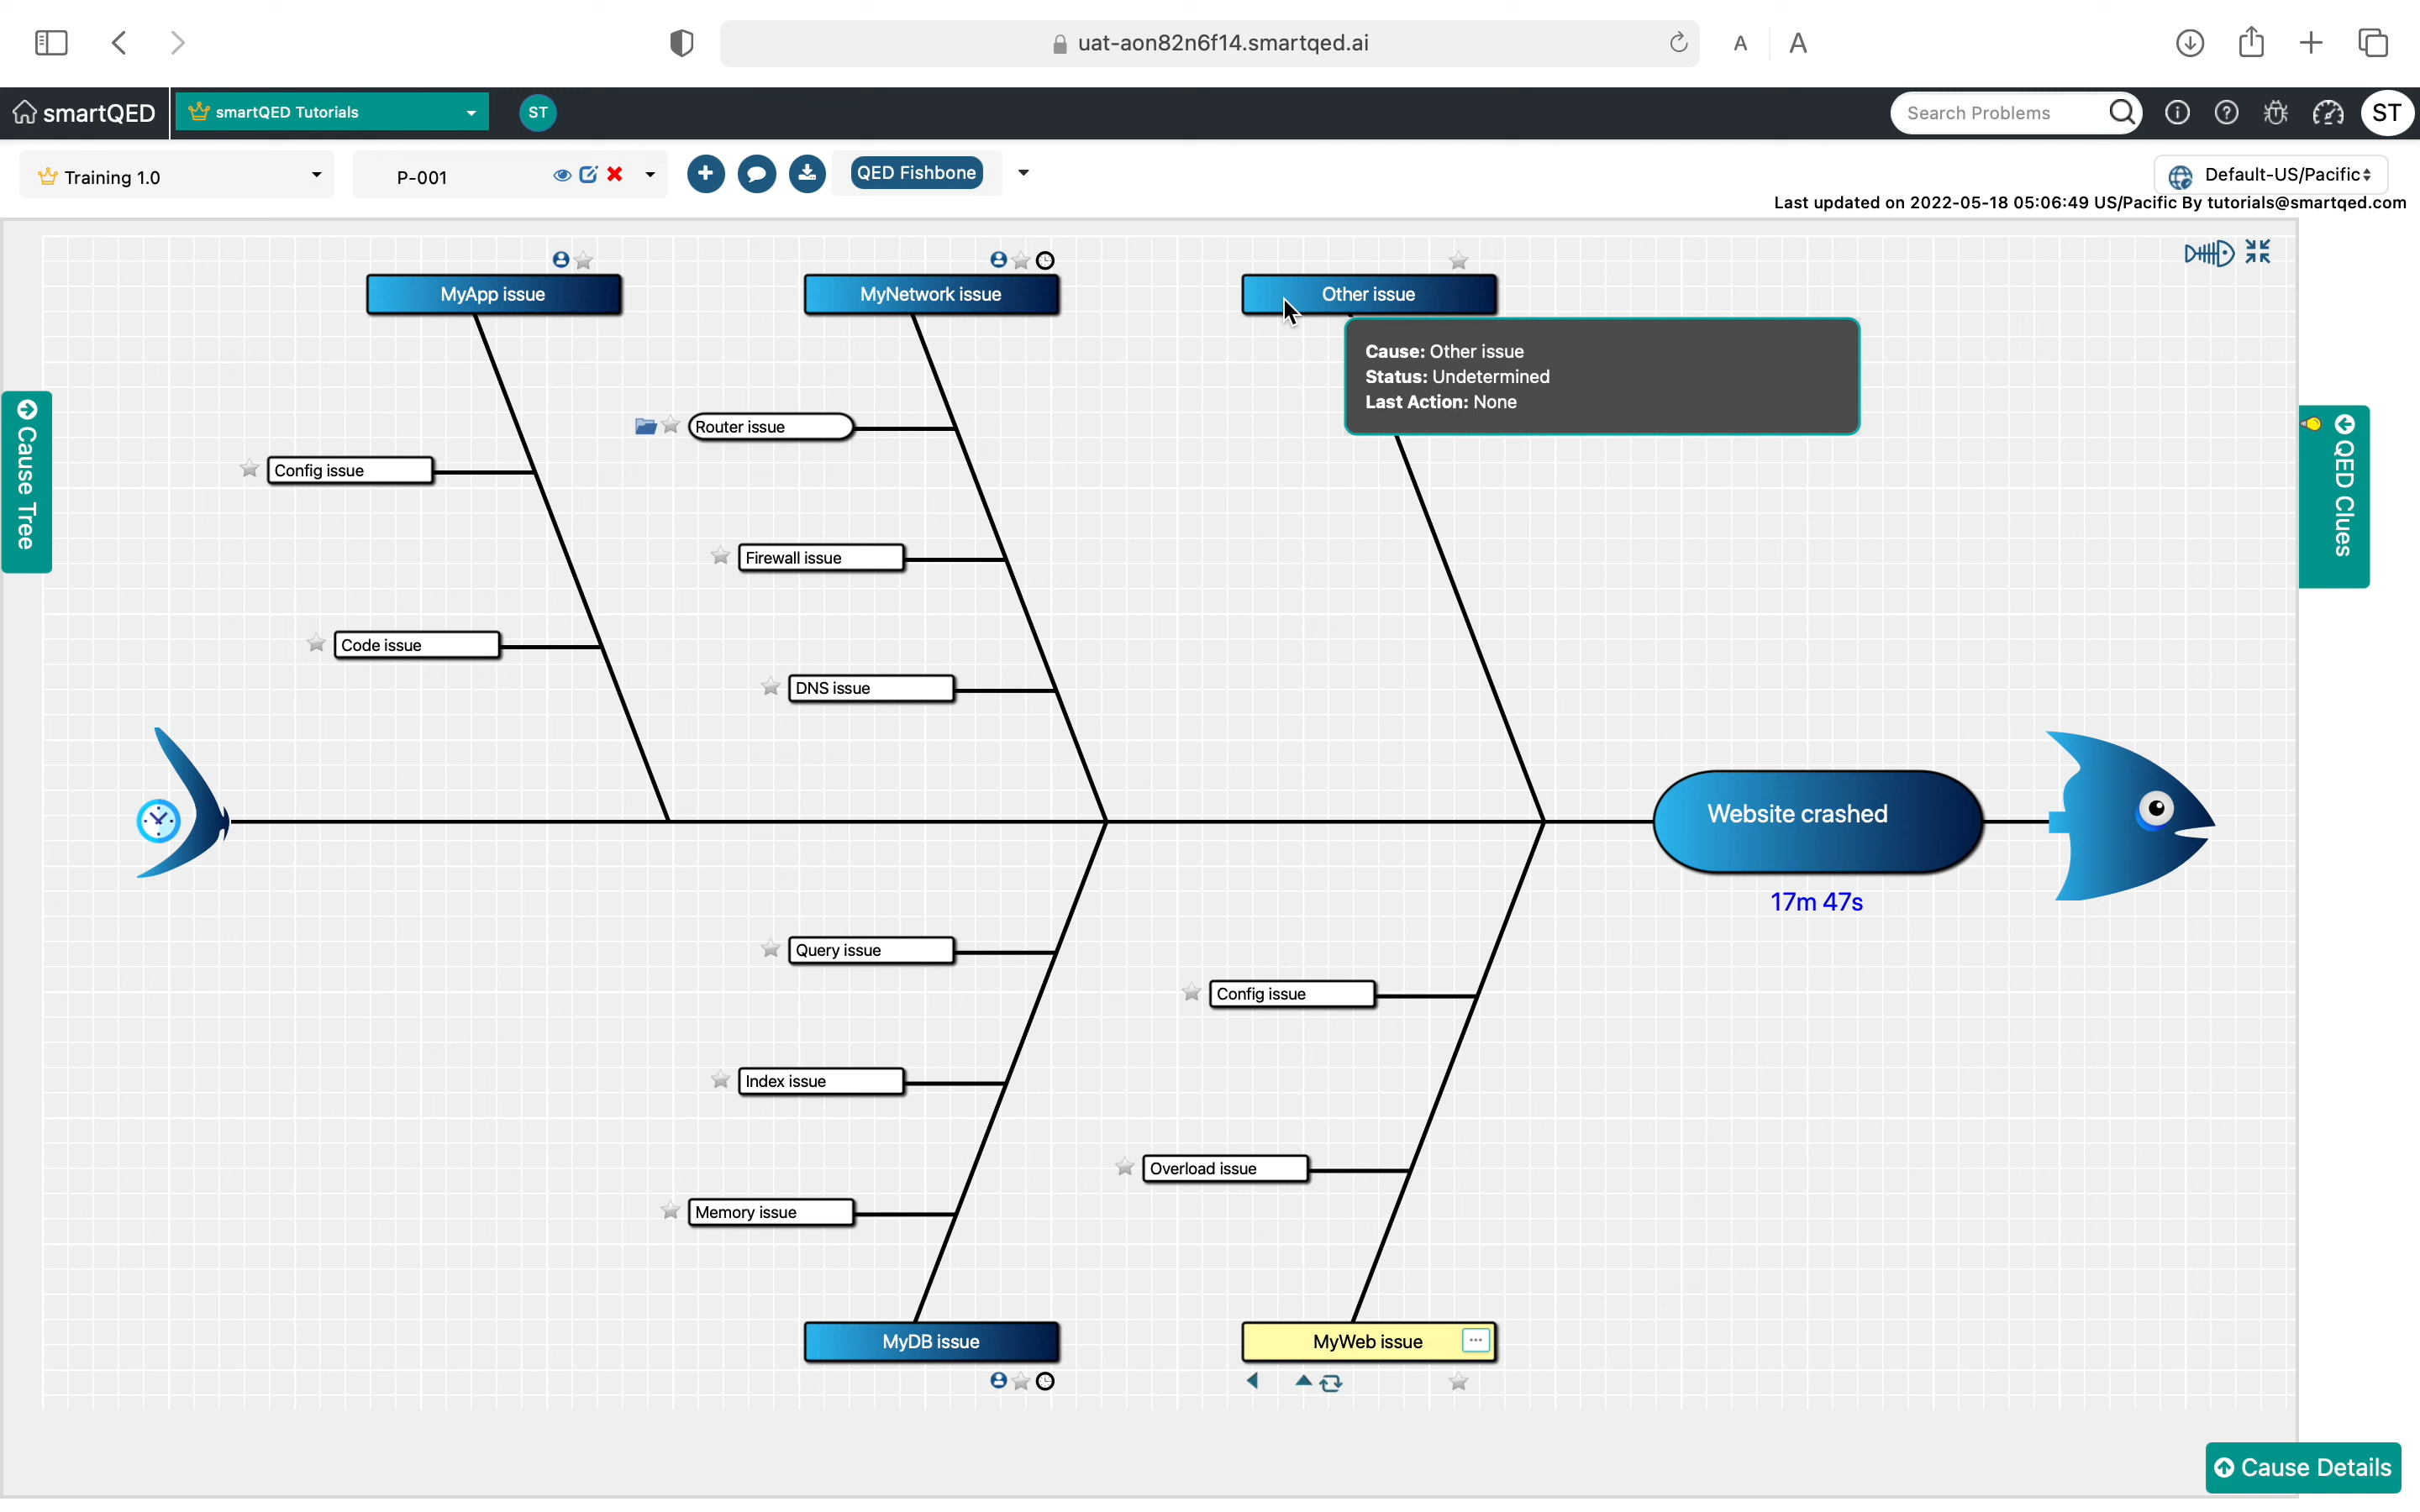 uat-aon82n6f14.smartqed.ai
A
A
smartQED
smartQED Tutorials
ST
Search Problems
ST
Training 1.0
P-001
QED Fishbone
Default-US/Pacific
Last updated on 2022-05-18 05:06:49 US/Pacific By tutorials@smartqed.com
MyApp issue
MyNetwork issue
Other issue
Cause: Other issue
Status: Undetermined
Last Action: None
Cause Tree
QED Clues
Router issue
Config issue
Firewall issue
Code issue
DNS issue
Website crashed
17m 47s
Query issue
Config issue
Index issue
Overload issue
Memory issue
MyDB issue
MyWeb issue
Cause Details